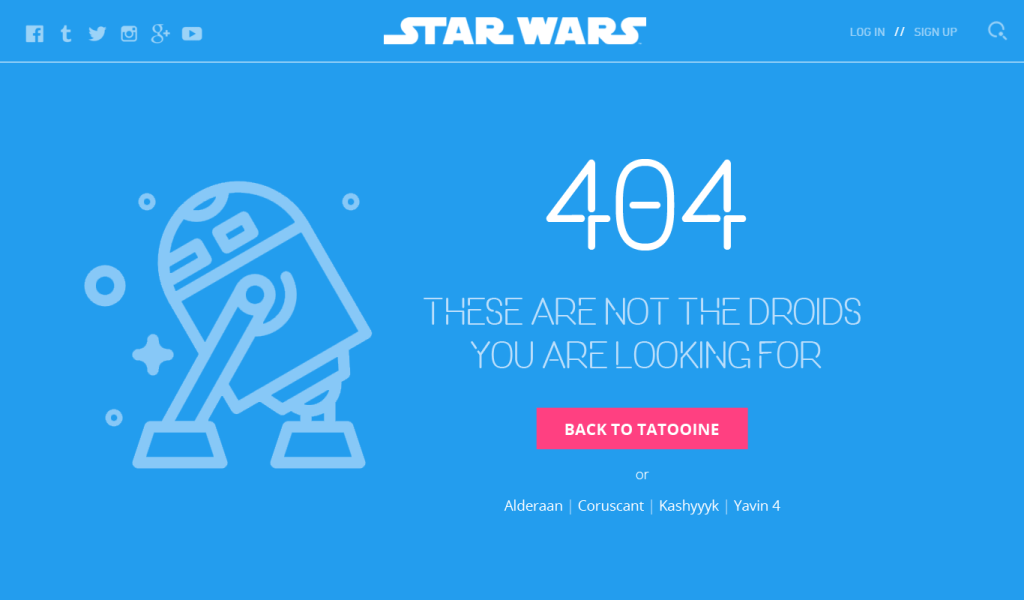 STAR WARS
LOG IN // SIGN UP
404
THESE ARE NOT THE DROIDS
YOU ARE LOOKING FOR
BACK TO TATOOINE
or
Alderaan | Coruscant | Kashyyyk | Yavin 4